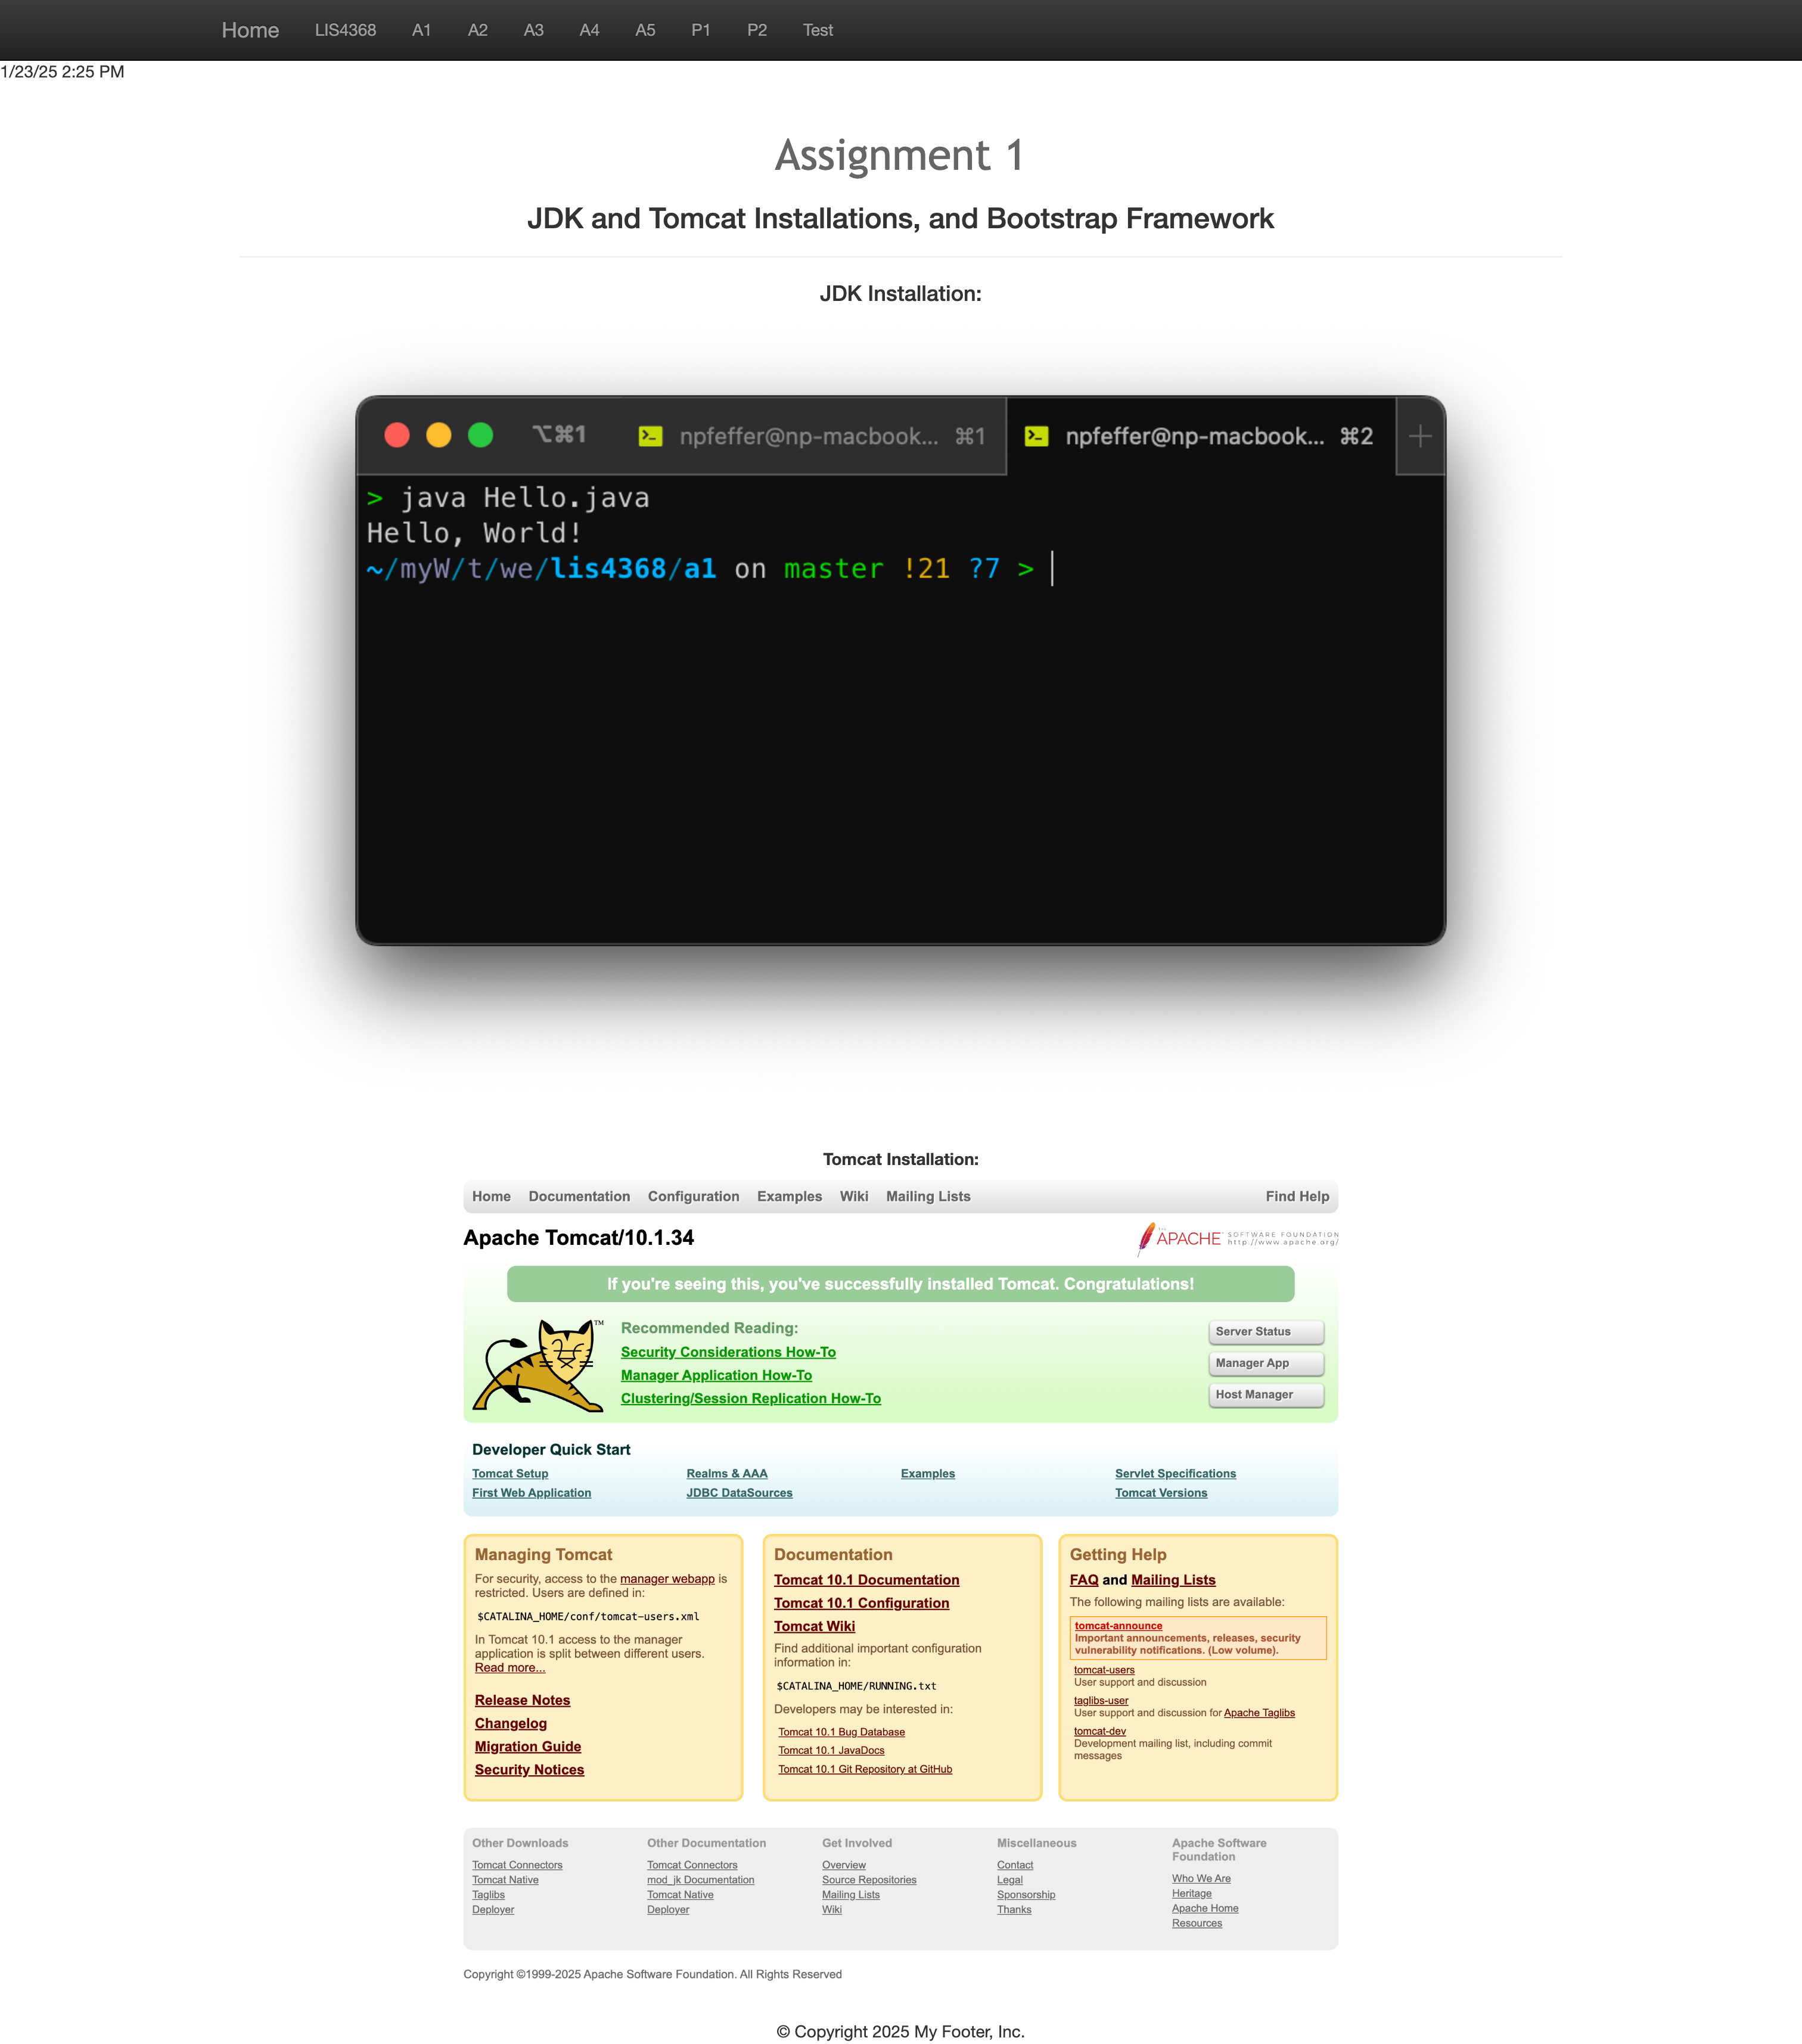 Home LIS4368 A1 A2 A3 A4 A5 P1 P2 Test
1/23/25 2:25 PM
Assignment 1
JDK and Tomcat Installations, and Bootstrap Framework
JDK Installation:
⌥⌘1 npfeffer@np-macbook... ⌘1 npfeffer@np-macbook... ⌘2 +
> java Hello.java
Hello, World!
~/myW/t/we/lis4368/a1 on master !21 ?7 >
Tomcat Installation:
Home Documentation Configuration Examples Wiki Mailing Lists Find Help
Apache Tomcat/10.1.34
THE APACHE SOFTWARE FOUNDATION
http://www.apache.org/
If you're seeing this, you've successfully installed Tomcat. Congratulations!
TM
Recommended Reading:
Security Considerations How-To
Manager Application How-To
Clustering/Session Replication How-To
Server Status
Manager App
Host Manager
Developer Quick Start
Tomcat Setup
First Web Application
Realms & AAA
JDBC DataSources
Examples
Servlet Specifications
Tomcat Versions
Managing Tomcat
For security, access to the manager webapp is
restricted. Users are defined in:
$CATALINA_HOME/conf/tomcat-users.xml
In Tomcat 10.1 access to the manager
application is split between different users.
Read more...
Release Notes
Changelog
Migration Guide
Security Notices
Documentation
Tomcat 10.1 Documentation
Tomcat 10.1 Configuration
Tomcat Wiki
Find additional important configuration
information in:
$CATALINA_HOME/RUNNING.txt
Developers may be interested in:
Tomcat 10.1 Bug Database
Tomcat 10.1 JavaDocs
Tomcat 10.1 Git Repository at GitHub
Getting Help
FAQ and Mailing Lists
The following mailing lists are available:
tomcat-announce
Important announcements, releases, security
vulnerability notifications. (Low volume).
tomcat-users
User support and discussion
taglibs-user
User support and discussion for Apache Taglibs
tomcat-dev
Development mailing list, including commit
messages
Other Downloads
Tomcat Connectors
Tomcat Native
Taglibs
Deployer
Other Documentation
Tomcat Connectors
mod_jk Documentation
Tomcat Native
Deployer
Get Involved
Overview
Source Repositories
Mailing Lists
Wiki
Miscellaneous
Contact
Legal
Sponsorship
Thanks
Apache Software
Foundation
Who We Are
Heritage
Apache Home
Resources
Copyright ©1999-2025 Apache Software Foundation. All Rights Reserved
© Copyright 2025 My Footer, Inc.